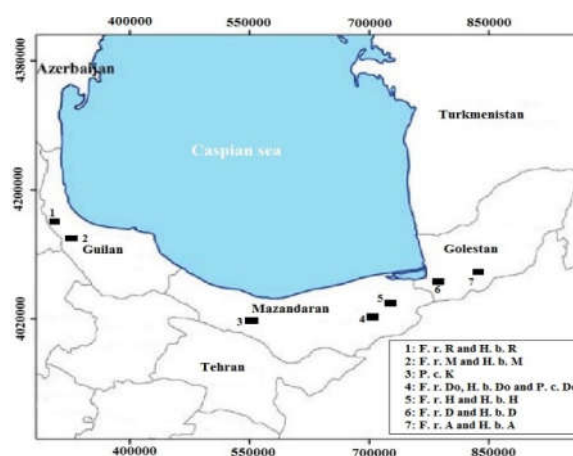 400000 550000 700000 850000
4380000
Azerbaijan
Turkmenistan
Caspian sea
4200000
1
2
Guilan
Golestan
7
6
5
Mazandaran
4
3
4020000
Tehran
1: F. r. R and H. b. R
2: F. r. M and H. b. M
3: P. c. K
4: F. r. Do, H. b. Do and P. c. Do
5: F. r. H and H. b. H
6: F. r. D and H. b. D
7: F. r. A and H. b. A
400000 550000 700000 850000